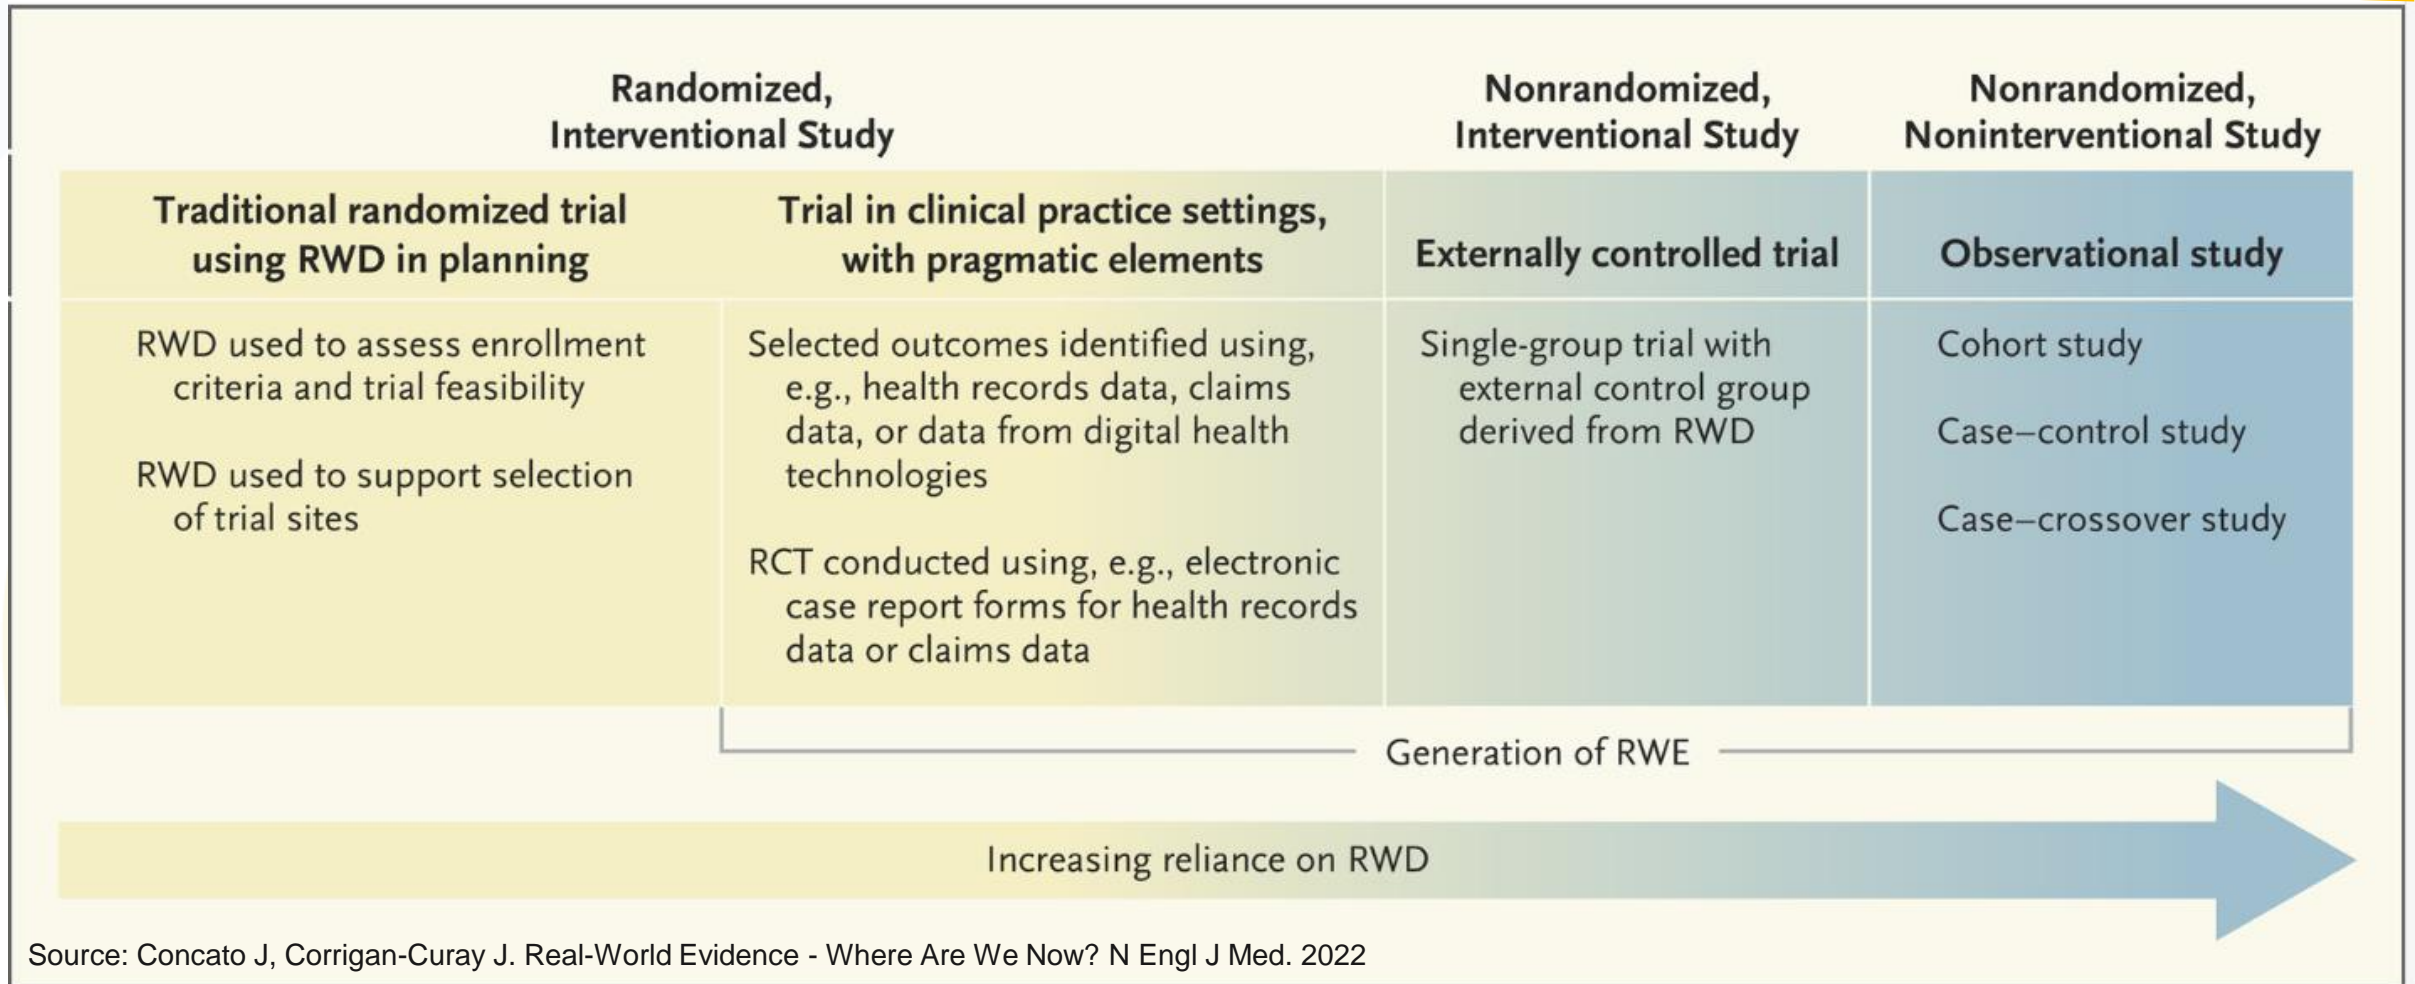 Randomized,
Interventional Study
Nonrandomized,
Interventional Study
Nonrandomized,
Noninterventional Study
Traditional randomized trial
using RWD in planning
Trial in clinical practice settings,
with pragmatic elements
Externally controlled trial
Observational study
RWD used to assess enrollment
criteria and trial feasibility
RWD used to support selection
of trial sites
Selected outcomes identified using,
e.g., health records data, claims
data, or data from digital health
technologies
RCT conducted using, e.g., electronic
case report forms for health records
data or claims data
Single-group trial with
external control group
derived from RWD
Cohort study
Case–control study
Case–crossover study
Generation of RWE
Increasing reliance on RWD
Source: Concato J, Corrigan-Curay J. Real-World Evidence - Where Are We Now? N Engl J Med. 2022